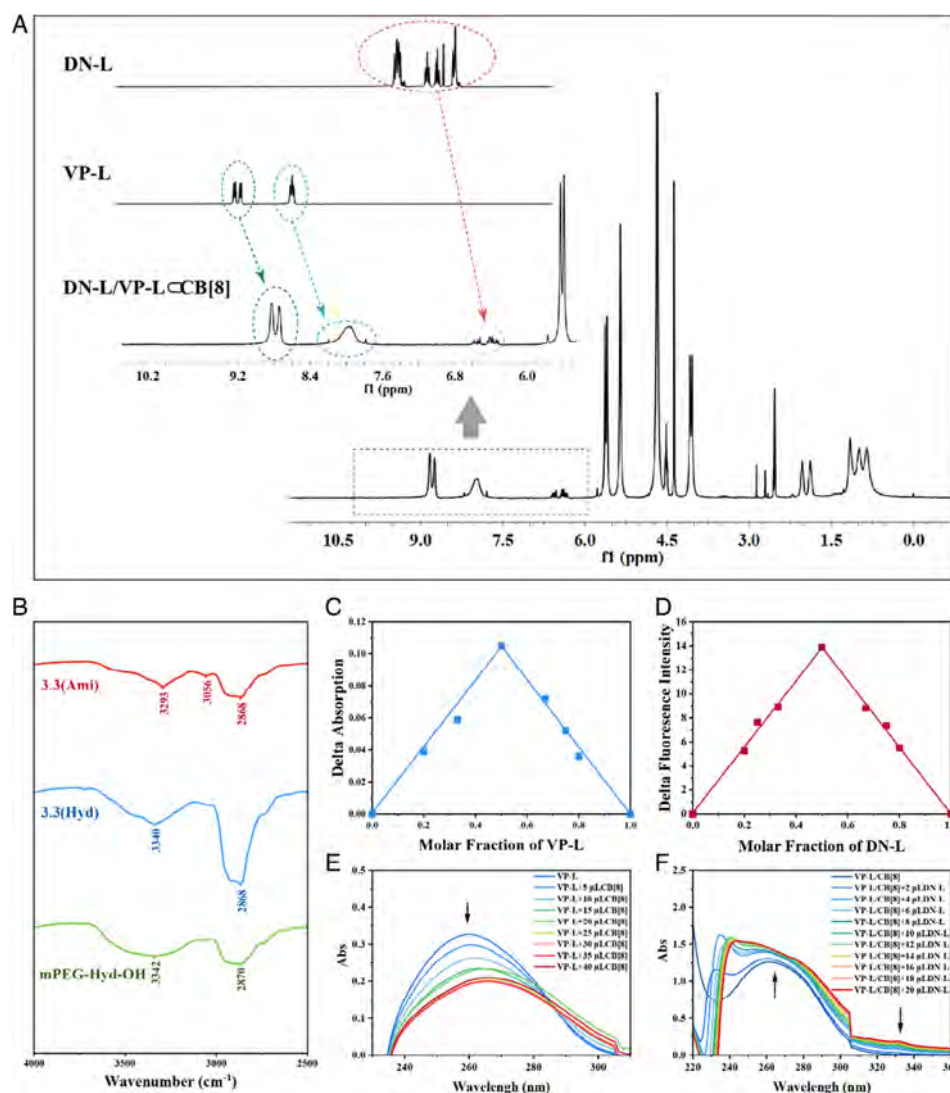 A
DN-L
VP-L
DN-L/VP-L⊂CB[8]
10.2 9.2 8.4 7.6 6.8 6.0
f1 (ppm)
10.5 9.0 7.5 6.0 4.5 3.0 1.5 0.0
f1 (ppm)
B
3.3(Ami)
3293
3056
2868
3.3(Hyd)
3340
2868
mPEG-Hyd-OH
3342
2870
4000 3500 3000 2500
Wavenumber (cm⁻¹)
C
Delta Absorption
0.12
0.10
0.08
0.06
0.04
0.02
0.00
0.0 0.2 0.4 0.6 0.8 1.0
Molar Fraction of VP-L
D
Delta Fluoresence Intensity
16
14
12
10
8
6
4
2
0
0.0 0.2 0.4 0.6 0.8
Molar Fraction of DN-L
E
Abs
0.5
0.4
0.3
0.2
0.1
0.0
VP-L
VP-L+5 μLCB[8]
VP-L+10 μLCB[8]
VP-L+15 μLCB[8]
VP-L+20 μLCB[8]
VP-L+25 μLCB[8]
VP-L+30 μLCB[8]
VP-L+35 μLCB[8]
VP-L+40 μLCB[8]
240 260 280 300
Wavelengh (nm)
F
Abs
2.5
2.0
1.5
1.0
0.5
0.0
VP-L/CB[8]
VP-L/CB[8]+2 μLDN-L
VP-L/CB[8]+4 μLDN-L
VP-L/CB[8]+6 μLDN-L
VP-L/CB[8]+8 μLDN-L
VP-L/CB[8]+10 μLDN-L
VP-L/CB[8]+12 μLDN-L
VP-L/CB[8]+14 μLDN-L
VP-L/CB[8]+16 μLDN-L
VP-L/CB[8]+18 μLDN-L
VP-L/CB[8]+20 μLDN-L
220 240 260 280 300 320 340
Wavelengh (nm)